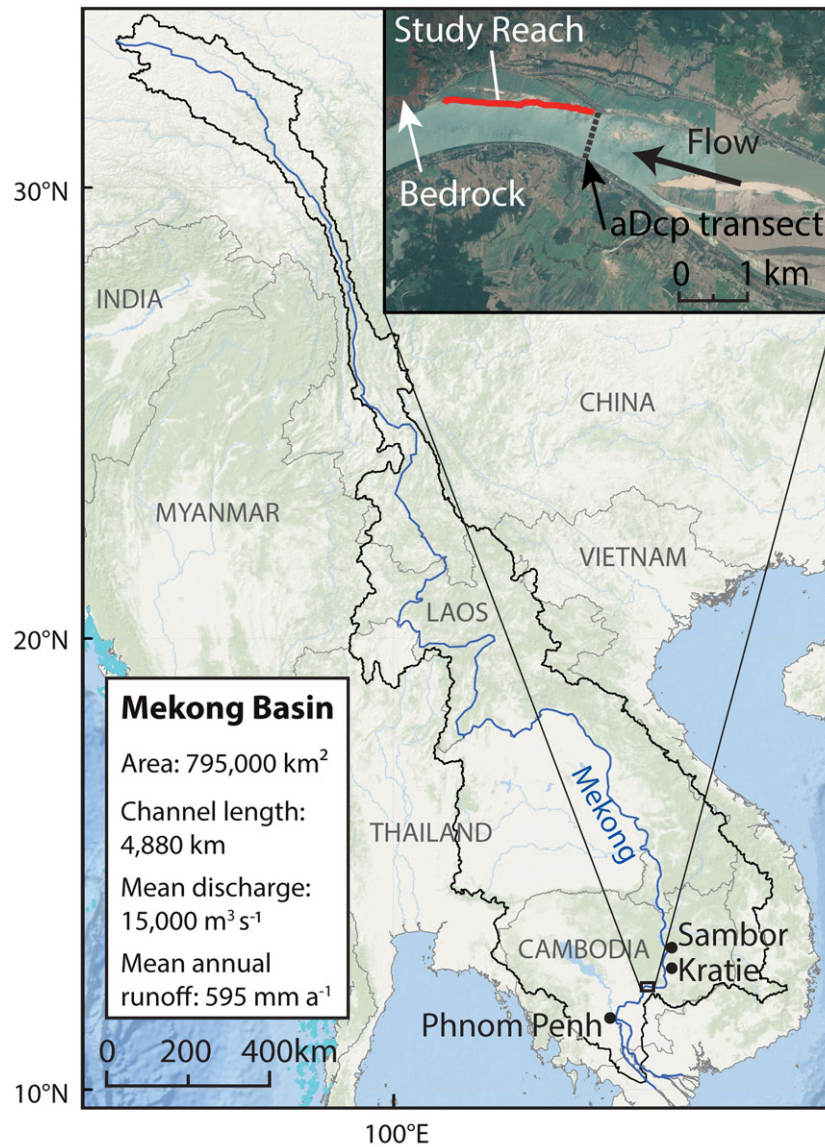 Study Reach
Flow
Bedrock
aDcp transect
0 1 km
30°N
INDIA
CHINA
MYANMAR
VIETNAM
LAOS
20°N
Mekong Basin
Area: 795,000 km²
Channel length:
4,880 km
Mean discharge:
15,000 m³ s⁻¹
Mean annual
runoff: 595 mm a⁻¹
THAILAND
Mekong
CAMBODIA
Sambor
Kratie
Phnom Penh
0 200 400km
10°N
100°E